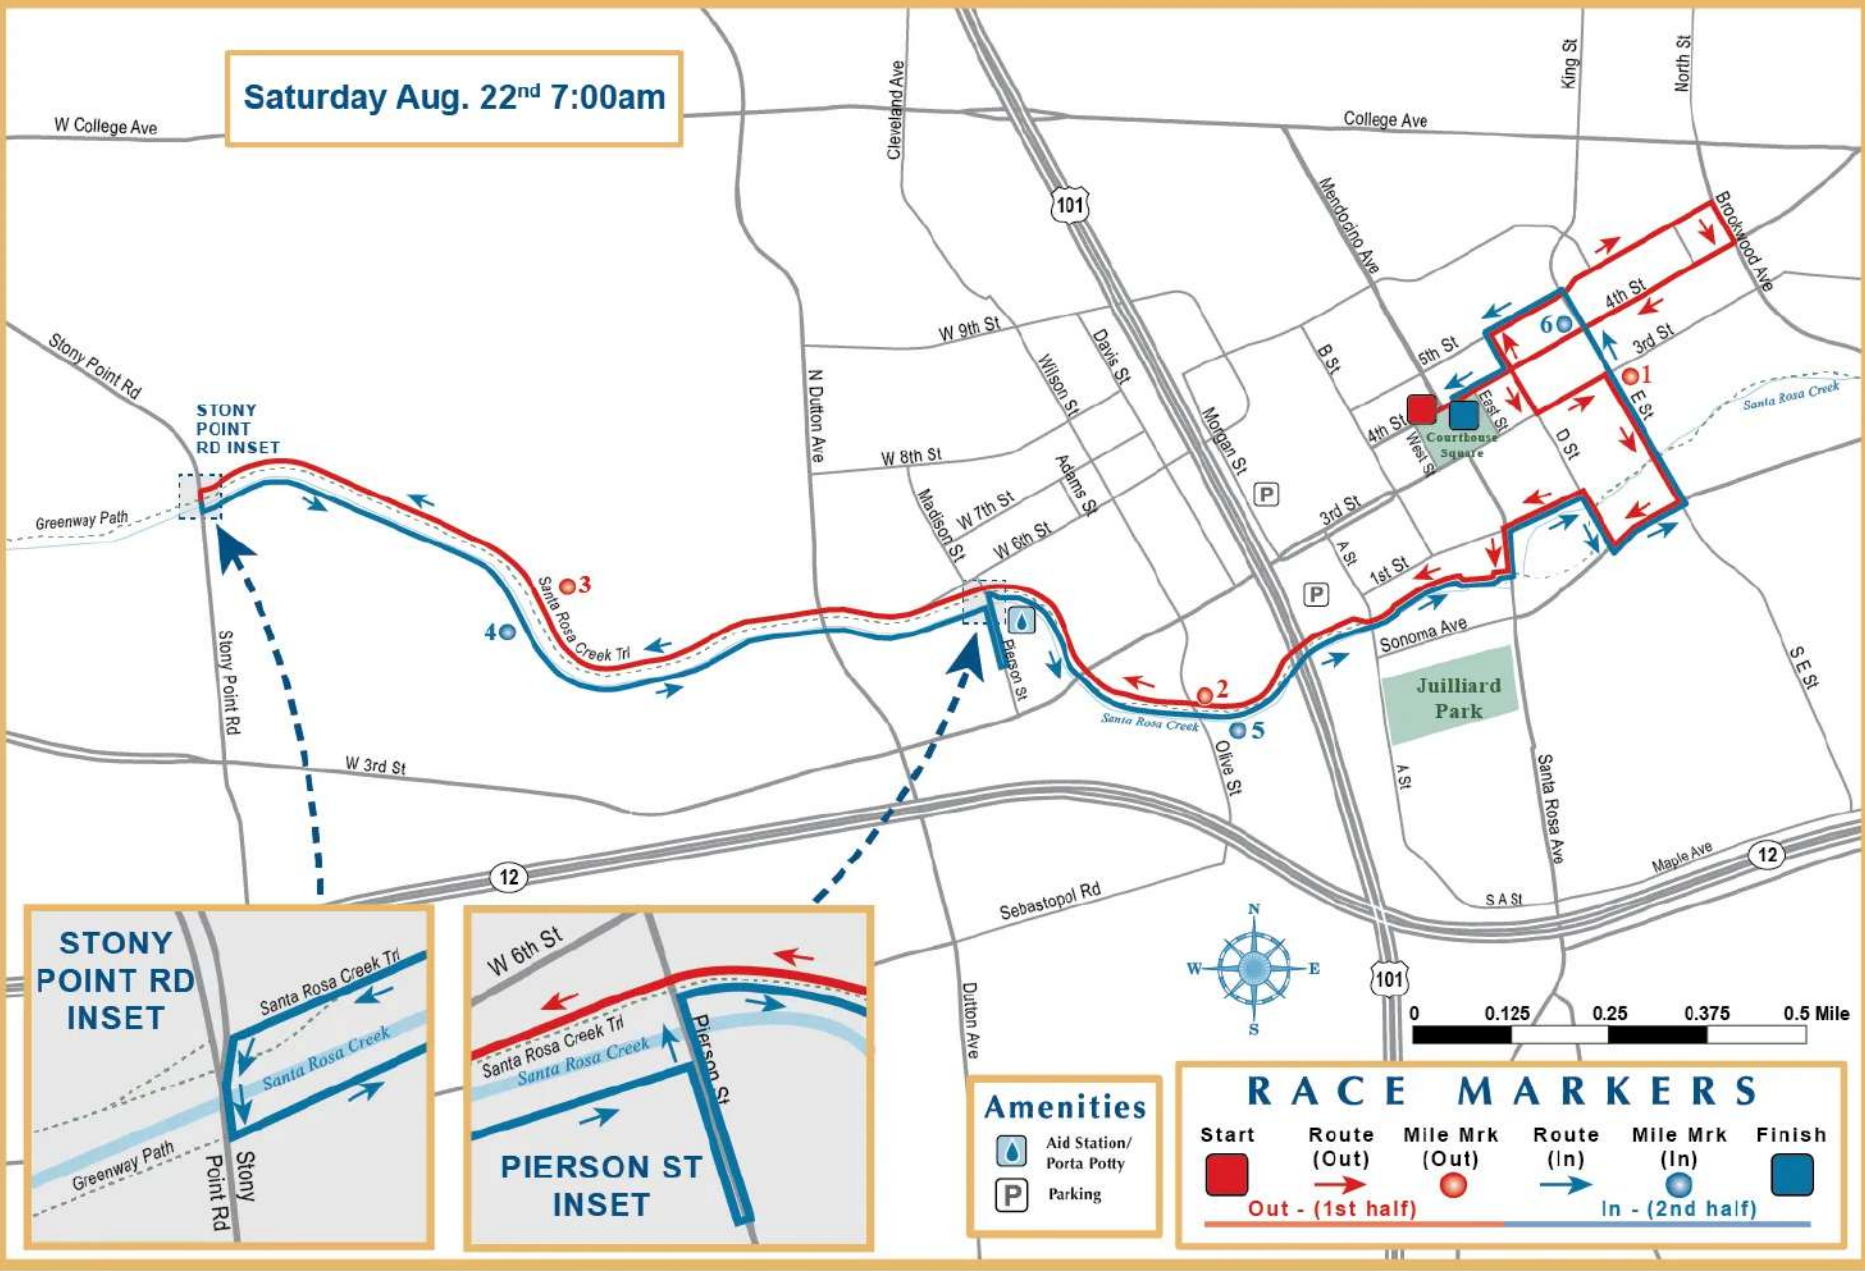 Saturday Aug. 22nd 7:00am
W College Ave
College Ave
Cleveland Ave
King St
North St
101
Mendocino Ave
Brookwood Ave
4th St
3rd St
6
1
Santa Rosa Creek
E St
5th St
B St
D St
East St
4th St
West St
Courthouse
Square
Stony Point Rd
STONY
POINT
RD INSET
Greenway Path
N Dutton Ave
W 9th St
Davis St
Wilson St
W 8th St
Adams St
Madison St
W 7th St
W 6th St
Morgan St
P
3rd St
A St
1st St
P
3
Santa Rosa Creek Trl
4
Pierson St
2
5
Santa Rosa Creek
Olive St
Sonoma Ave
Juilliard
Park
A St
S E St
Santa Rosa Ave
Stony Point Rd
W 3rd St
12
Sebastopol Rd
Maple Ave
12
S A St
101
Dutton Ave
STONY
POINT RD
INSET
Santa Rosa Creek Trl
Santa Rosa Creek
Greenway Path
Stony
Point Rd
W 6th St
Santa Rosa Creek Trl
Santa Rosa Creek
Pierson St
PIERSON ST
INSET
N
W
E
S
0 0.125 0.25 0.375 0.5 Mile
Amenities
Aid Station/
Porta Potty
P Parking
RACE MARKERS
Start Route Mile Mrk Route Mile Mrk Finish
(Out) (Out) (In) (In)
Out - (1st half) In - (2nd half)